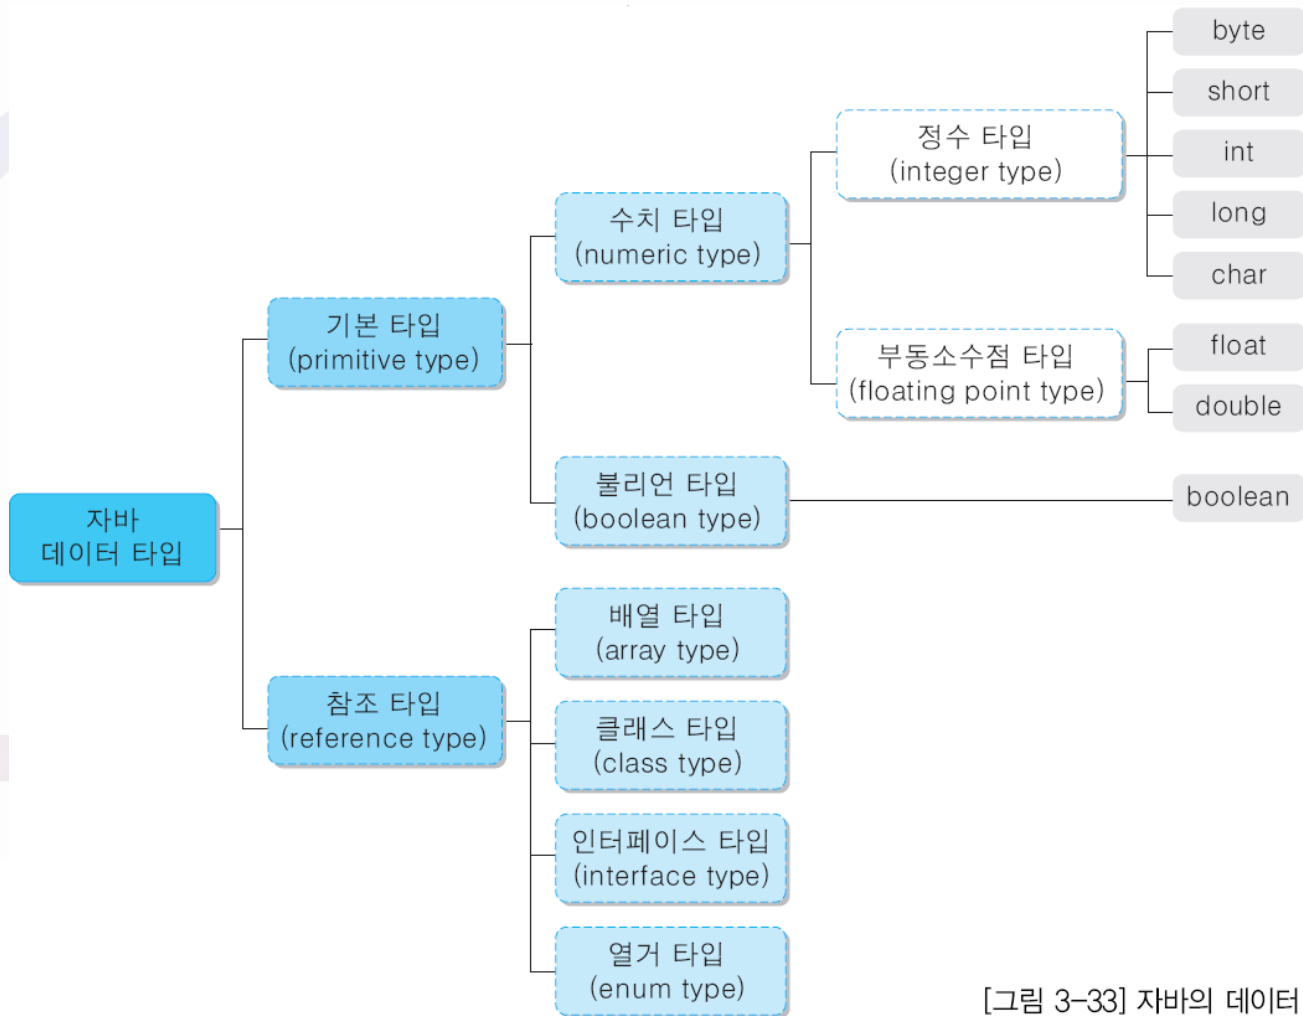 자바
데이터 타입
기본 타입
(primitive type)
수치 타입
(numeric type)
정수 타입
(integer type)
byte
short
int
long
char
부동소수점 타입
(floating point type)
float
double
불리언 타입
(boolean type)
boolean
참조 타입
(reference type)
배열 타입
(array type)
클래스 타입
(class type)
인터페이스 타입
(interface type)
열거 타입
(enum type)
[그림 3-33] 자바의 데이터